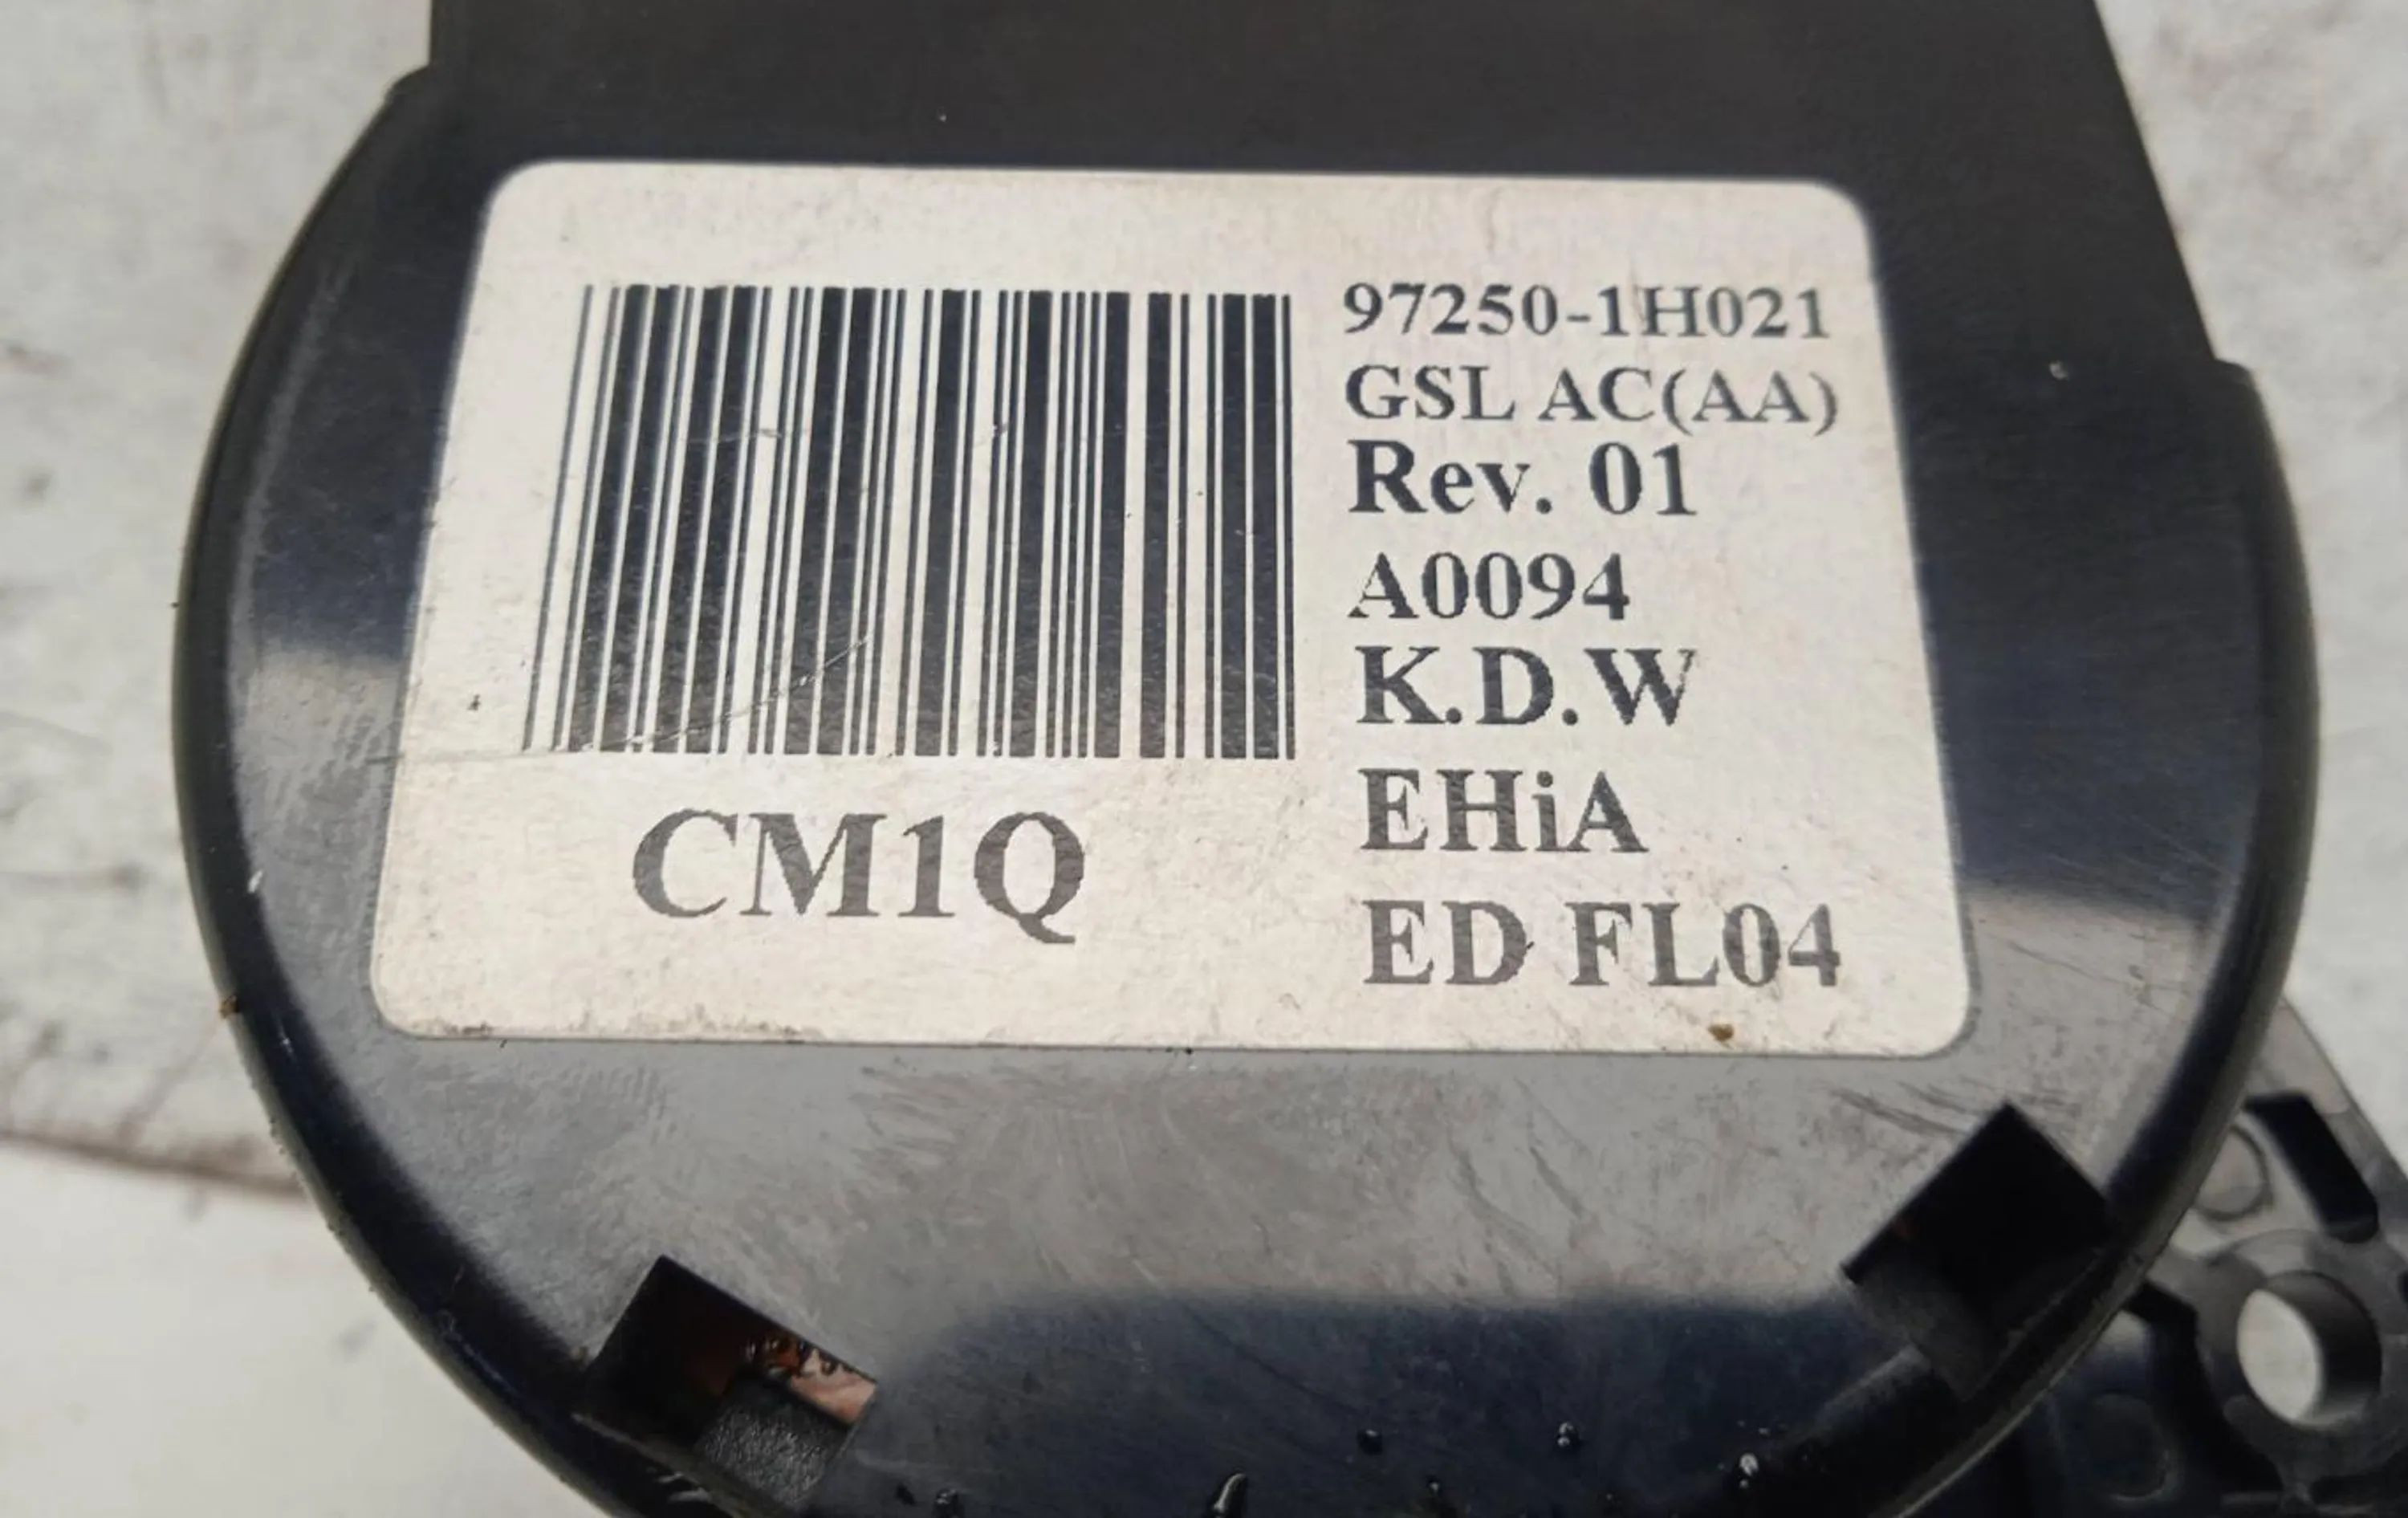 97250-1H021
GSL AC(AA)
Rev. 01
A0094
K.D.W
EHiA
ED FL04
CM1Q